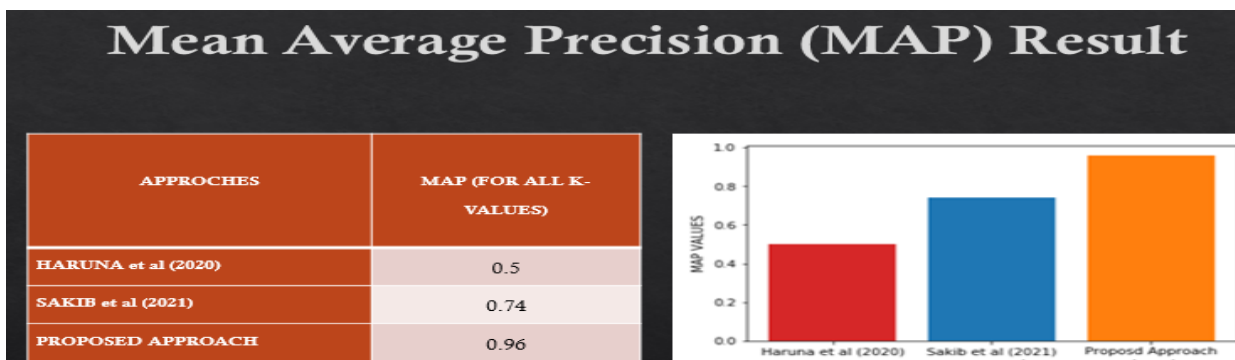 Mean Average Precision (MAP) Result
APPROCHES
MAP (FOR ALL K-
VALUES)
HARUNA et al (2020)
0.5
SAKIB et al (2021)
0.74
PROPOSED APPROACH
0.96
MAP VALUES
1.0
0.8
0.6
0.4
0.2
0.0
Haruna et al (2020)
Sakib et al (2021)
Proposd Approach